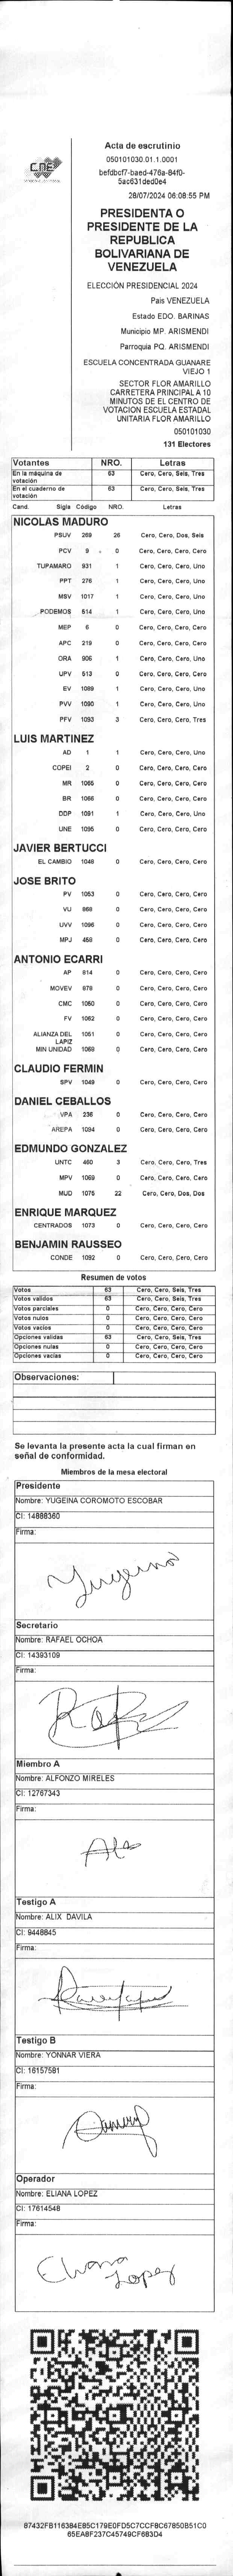 CNE
Acta de escrutinio
050101030.01.1.0001
befdbcf7-baed-476a-84f0-
5ac631ded0e4
28/07/2024 06:08:55 PM
PRESIDENTA O
PRESIDENTE DE LA
REPUBLICA
BOLIVARIANA DE
VENEZUELA
ELECCIÓN PRESIDENCIAL 2024
Pais VENEZUELA
Estado EDO. BARINAS
Municipio MP. ARISMENDI
Parroquia PQ. ARISMENDI
ESCUELA CONCENTRADA GUANARE
VIEJO 1
SECTOR FLOR AMARILLO
CARRETERA PRINCIPAL A 10
MINUTOS DE EL CENTRO DE
VOTACION ESCUELA ESTADAL
UNITARIA FLOR AMARILLO
050101030
131 Electores
Votantes NRO. Letras
En la máquina de votación 63 Cero, Cero, Seis, Tres
En el cuaderno de votación 63 Cero, Cero, Seis, Tres
Cand. Sigla Código NRO. Letras
NICOLAS MADURO
PSUV 269 26 Cero, Cero, Dos, Seis
PCV 9 0 Cero, Cero, Cero, Cero
TUPAMARO 931 1 Cero, Cero, Cero, Uno
PPT 276 1 Cero, Cero, Cero, Uno
MSV 1017 1 Cero, Cero, Cero, Uno
PODEMOS 514 1 Cero, Cero, Cero, Uno
MEP 6 0 Cero, Cero, Cero, Cero
APC 219 0 Cero, Cero, Cero, Cero
ORA 906 1 Cero, Cero, Cero, Uno
UPV 513 0 Cero, Cero, Cero, Cero
EV 1089 1 Cero, Cero, Cero, Uno
PVV 1090 1 Cero, Cero, Cero, Uno
PFV 1093 3 Cero, Cero, Cero, Tres
LUIS MARTINEZ
AD 1 1 Cero, Cero, Cero, Uno
COPEI 2 0 Cero, Cero, Cero, Cero
MR 1065 0 Cero, Cero, Cero, Cero
BR 1066 0 Cero, Cero, Cero, Cero
DDP 1091 1 Cero, Cero, Cero, Uno
UNE 1095 0 Cero, Cero, Cero, Cero
JAVIER BERTUCCI
EL CAMBIO 1048 0 Cero, Cero, Cero, Cero
JOSE BRITO
PV 1053 0 Cero, Cero, Cero, Cero
VU 868 0 Cero, Cero, Cero, Cero
UVV 1096 0 Cero, Cero, Cero, Cero
MPJ 458 0 Cero, Cero, Cero, Cero
ANTONIO ECARRI
AP 814 0 Cero, Cero, Cero, Cero
MOVEV 978 0 Cero, Cero, Cero, Cero
CMC 1050 0 Cero, Cero, Cero, Cero
FV 1052 0 Cero, Cero, Cero, Cero
ALIANZA DEL LAPIZ 1051 0 Cero, Cero, Cero, Cero
MIN UNIDAD 1059 0 Cero, Cero, Cero, Cero
CLAUDIO FERMIN
SPV 1049 0 Cero, Cero, Cero, Cero
DANIEL CEBALLOS
VPA 236 0 Cero, Cero, Cero, Cero
AREPA 1094 0 Cero, Cero, Cero, Cero
EDMUNDO GONZALEZ
UNTC 460 3 Cero, Cero, Cero, Tres
MPV 1069 0 Cero, Cero, Cero, Cero
MUD 1075 22 Cero, Cero, Dos, Dos
ENRIQUE MARQUEZ
CENTRADOS 1073 0 Cero, Cero, Cero, Cero
BENJAMIN RAUSSEO
CONDE 1092 0 Cero, Cero, Cero, Cero
Resumen de votos
Votos 63 Cero, Cero, Seis, Tres
Votos validos 63 Cero, Cero, Seis, Tres
Votos parciales 0 Cero, Cero, Cero, Cero
Votos nulos 0 Cero, Cero, Cero, Cero
Votos vacios 0 Cero, Cero, Cero, Cero
Opciones validas 63 Cero, Cero, Seis, Tres
Opciones nulas 0 Cero, Cero, Cero, Cero
Opciones vacias 0 Cero, Cero, Cero, Cero
Observaciones:
Se levanta la presente acta la cual firman en
señal de conformidad.
Miembros de la mesa electoral
Presidente
Nombre: YUGEINA COROMOTO ESCOBAR
CI: 14888360
Firma:
Yugeina
Secretario
Nombre: RAFAEL OCHOA
CI: 14393109
Firma:
Miembro A
Nombre: ALFONZO MIRELES
CI: 12767343
Firma:
Testigo A
Nombre: ALIX DAVILA
CI: 9448845
Firma:
Testigo B
Nombre: YONNAR VIERA
CI: 16157581
Firma:
Operador
Nombre: ELIANA LOPEZ
CI: 17614548
Firma:
Eliana
Lopez
87432FB116384E85C179E0FD5C7CCF8C67850B51C0
65EA8F237C45749CF683D4